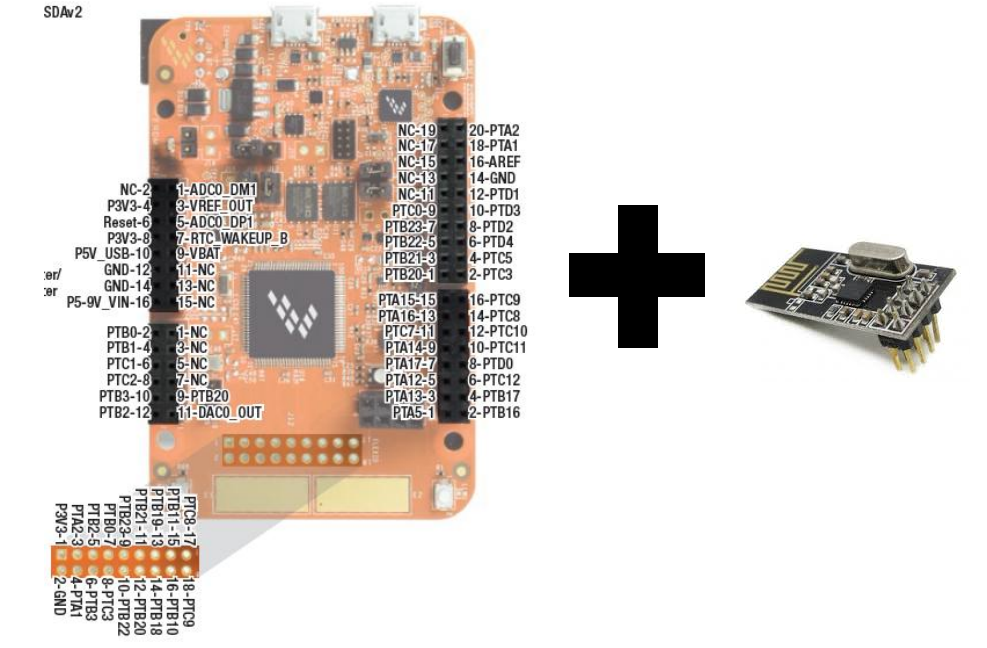 SDAv2
NC-19 20-PTA2
NC-17 18-PTA1
NC-15 16-AREF
NC-13 14-GND
NC-11 12-PTD1
PTC0-9 10-PTD3
PTB23-7 8-PTD2
PTB22-5 6-PTD4
PTB21-3 4-PTC5
PTB20-1 2-PTC3
NC-2 1-ADC0_DM1
P3V3-4 3-VREF_OUT
Reset-6 5-ADC0_DP1
P3V3-8 7-RTC_WAKEUP_B
P5V_USB-10 9-VBAT
GND-12 11-NC
GND-14 13-NC
P5-9V_VIN-16 15-NC
er/
er
PTA15-15 16-PTC9
PTA16-13 14-PTC8
PTC7-11 12-PTC10
PTA14-9 10-PTC11
PTA17-7 8-PTD0
PTA12-5 6-PTC12
PTA13-3 4-PTB17
PTA5-1 2-PTB16
PTB0-2 1-NC
PTB1-4 3-NC
PTC1-6 5-NC
PTC2-8 7-NC
PTB3-10 9-PTB20
PTB2-12 11-DAC0_OUT
P3V3-1
PTA2-3
PTB2-5
PTB0-7
PTB23-9
PTB21-11
PTB19-13
PTB11-15
PTC8-17
2-GND
4-PTA1
6-PTB3
8-PTC3
10-PTB22
12-PTB20
14-PTB18
16-PTB10
18-PTC9